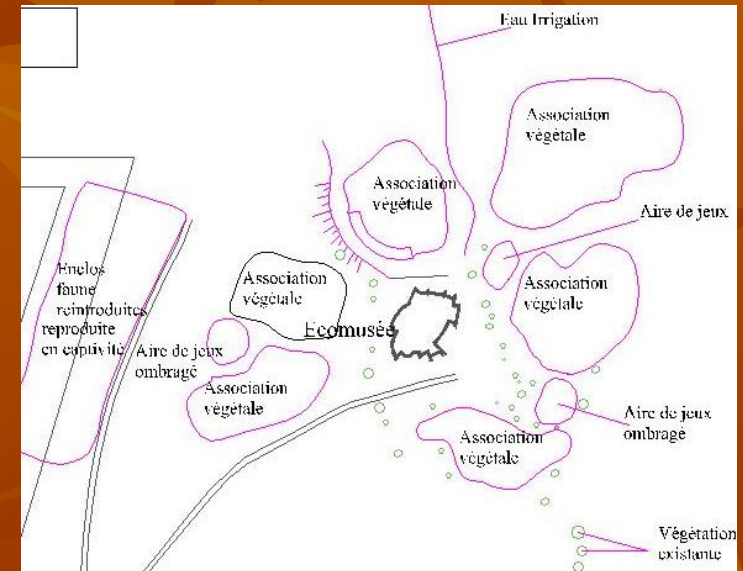 Eau Irrigation
Association
végétale
Association
végétale
Aire de jeux
Enclos
faune
reintroduites
reproduite
en captivité
Association
végétale
Association
végétale
Ecomusée
Aire de jeux
ombragé
Association
végétale
Aire de jeux
ombragé
Association
végétale
Végétation
existante